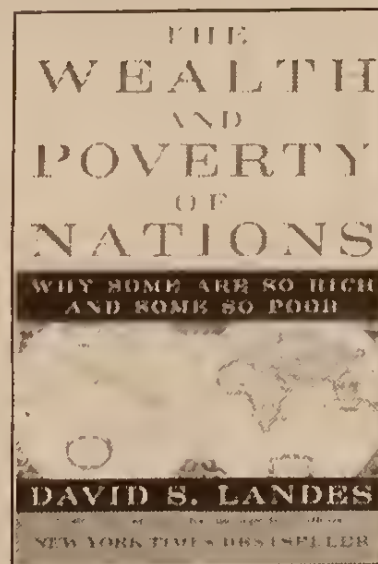 THE
WEALTH
AND
POVERTY
OF
NATIONS
WHY SOME ARE SO RICH
AND SOME SO POOR
DAVID S. LANDES
NEW YORK TIMES BESTSELLER